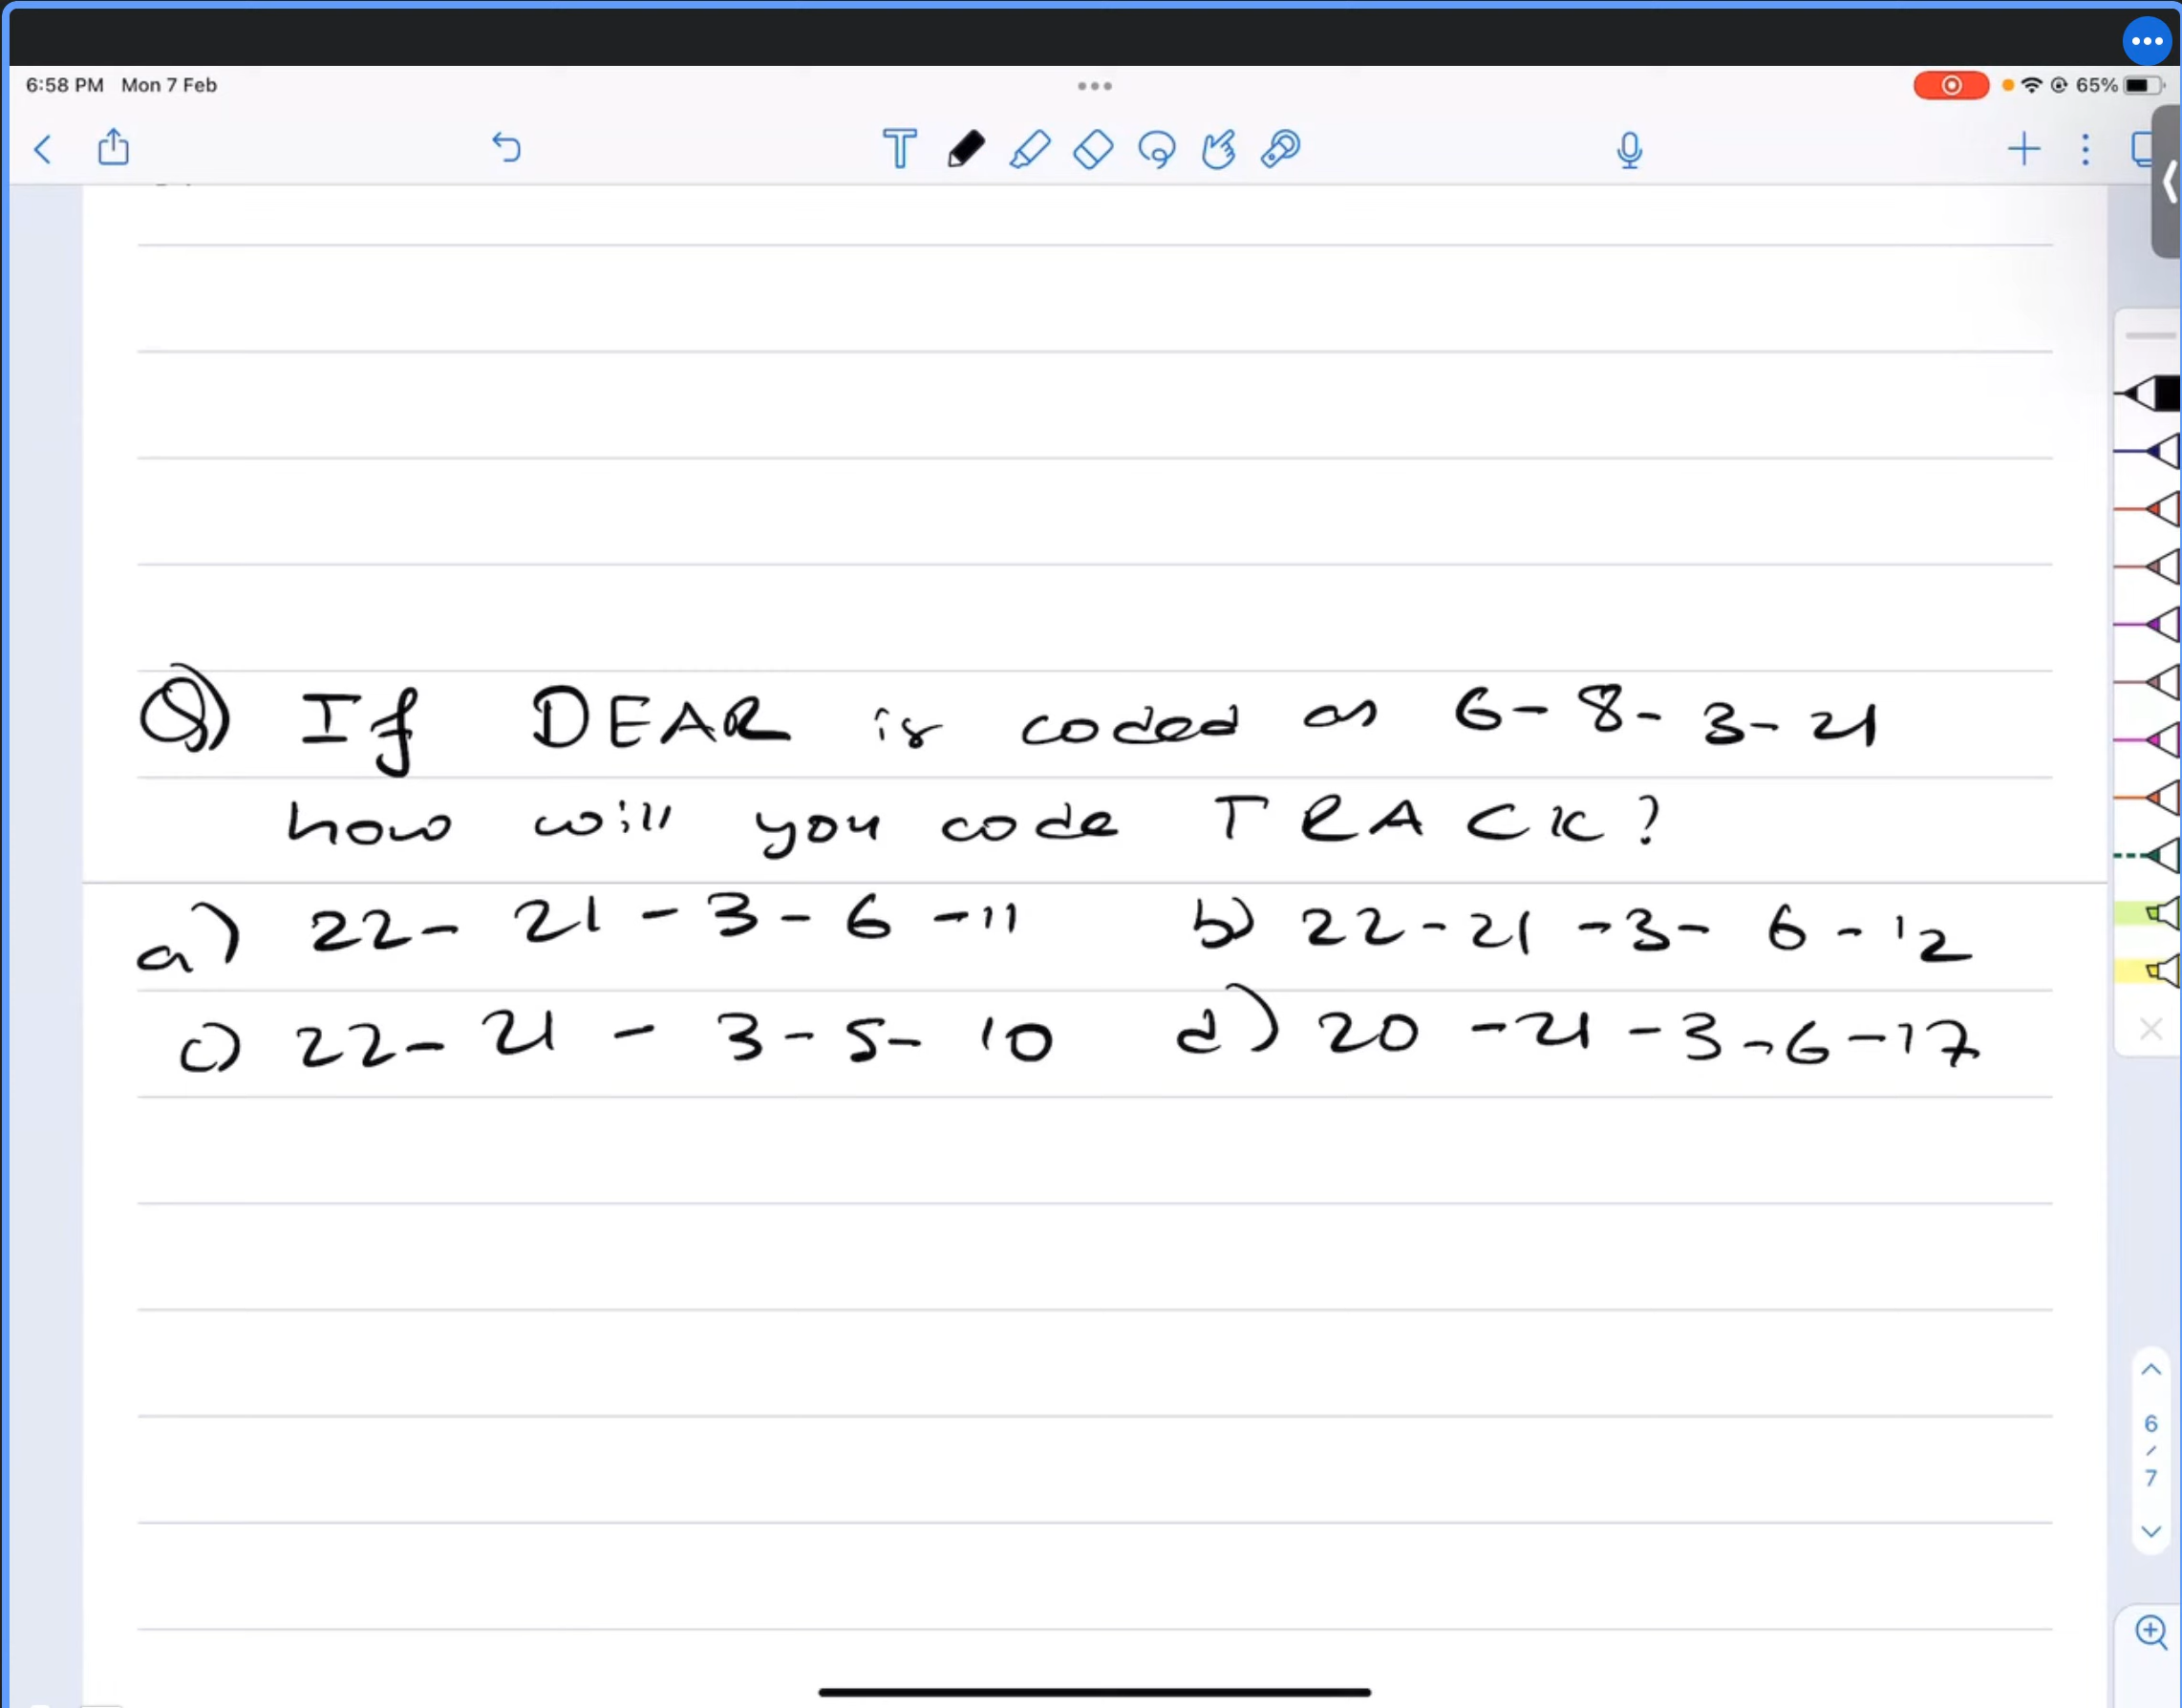 6:58 PM Mon 7 Feb
65%
T
Q) If DEAR is coded as 6-8-3-21
how will you code TRACK?
a) 22-21-3-6-11 b) 22-21-3-6-12
c) 22-21-3-5-10 d) 20-21-3-6-17
6
/
7